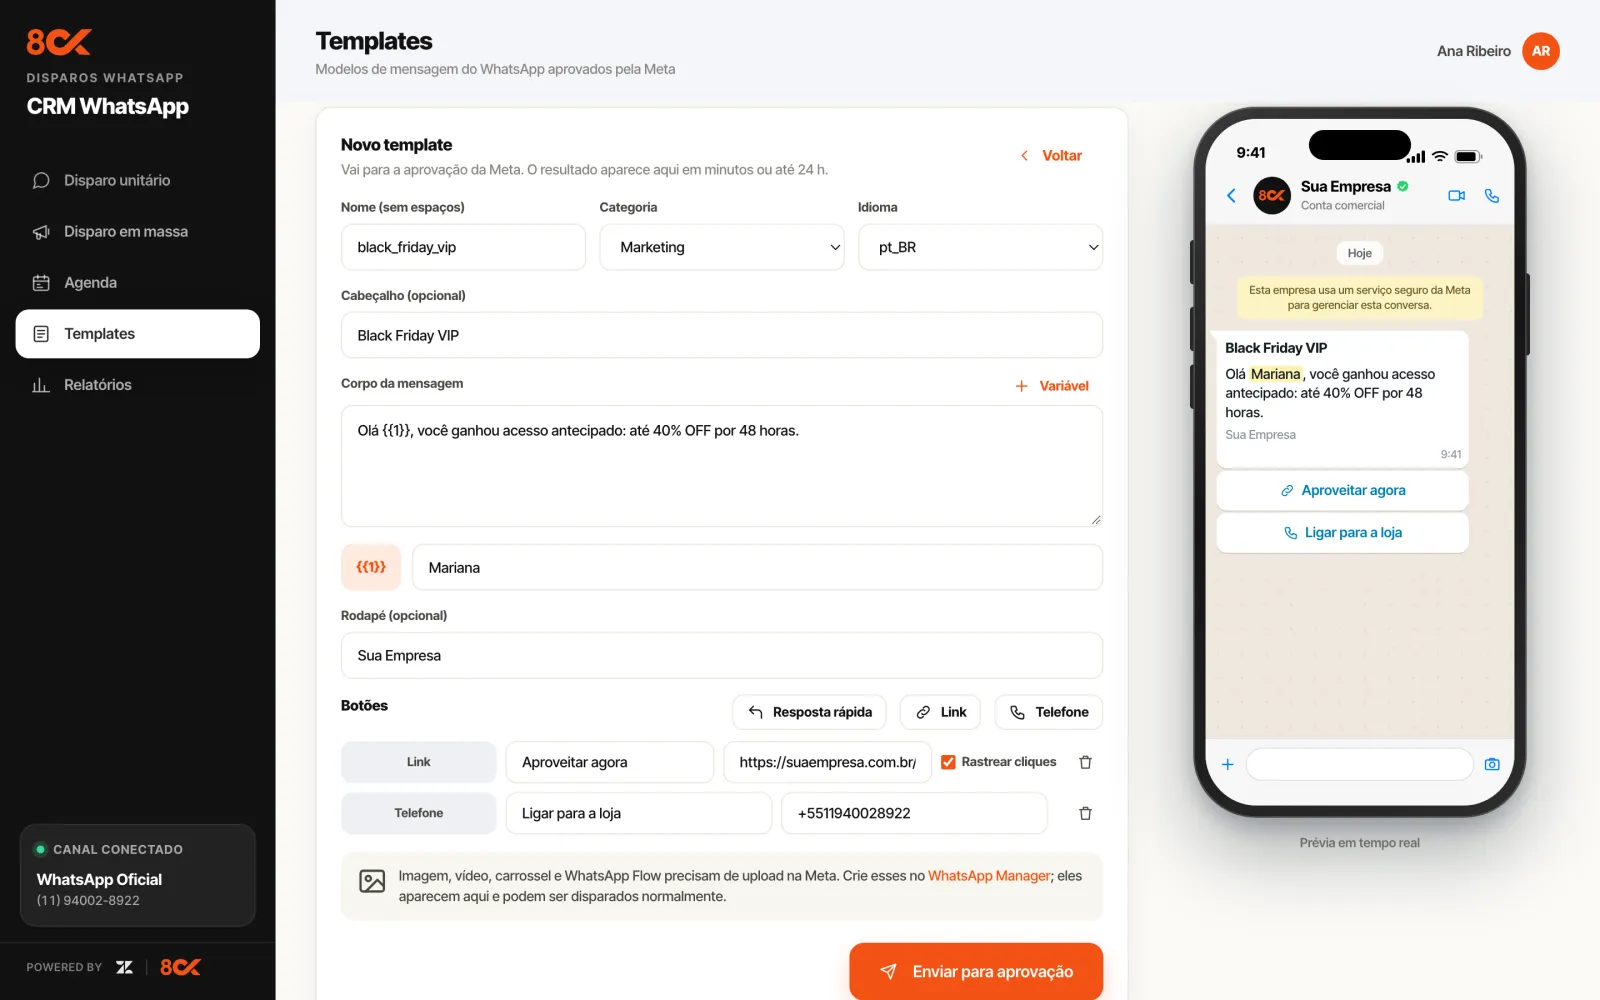 8CX
DISPAROS WHATSAPP
CRM WhatsApp
Disparo unitário
Disparo em massa
Agenda
Templates
Relatórios
CANAL CONECTADO
WhatsApp Oficial
(11) 94002-8922
POWERED BY
8CX
Templates
Modelos de mensagem do WhatsApp aprovados pela Meta
Ana Ribeiro
AR
Novo template
Vai para a aprovação da Meta. O resultado aparece aqui em minutos ou até 24 h.
Voltar
Nome (sem espaços)
Categoria
Idioma
black_friday_vip
Marketing
pt_BR
Cabeçalho (opcional)
Black Friday VIP
Corpo da mensagem
Variável
Olá {{1}}, você ganhou acesso antecipado: até 40% OFF por 48 horas.
{{1}}
Mariana
Rodapé (opcional)
Sua Empresa
Botões
Resposta rápida
Link
Telefone
Link
Aproveitar agora
https://suaempresa.com.br/
Rastrear cliques
Telefone
Ligar para a loja
+5511940028922
Imagem, vídeo, carrossel e WhatsApp Flow precisam de upload na Meta. Crie esses no WhatsApp Manager; eles
aparecem aqui e podem ser disparados normalmente.
Enviar para aprovação
9:41
8CX
Sua Empresa
Conta comercial
Hoje
Esta empresa usa um serviço seguro da Meta
para gerenciar esta conversa.
Black Friday VIP
Olá Mariana, você ganhou acesso
antecipado: até 40% OFF por 48
horas.
Sua Empresa
9:41
Aproveitar agora
Ligar para a loja
Prévia em tempo real